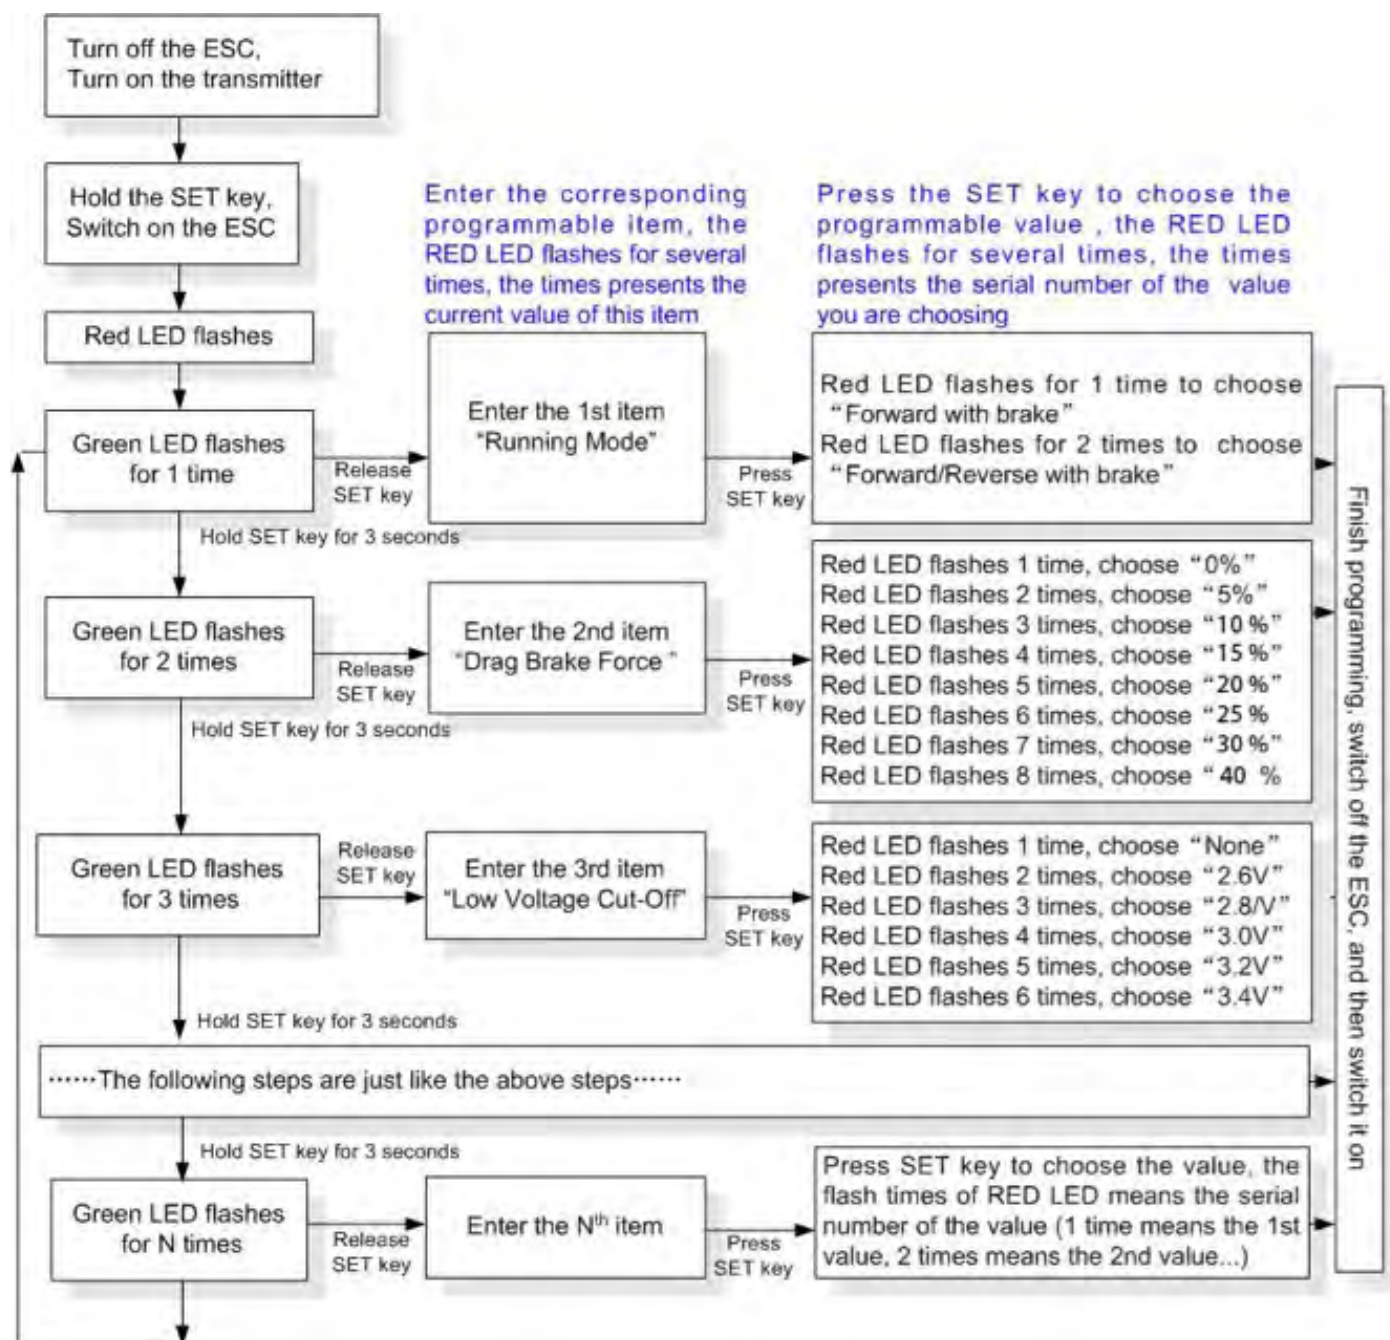 Turn off the ESC,
Turn on the transmitter
Hold the SET key,
Switch on the ESC
Enter the corresponding
programmable item, the
RED LED flashes for several
times, the times presents the
current value of this item
Press the SET key to choose the
programmable value , the RED LED
flashes for several times, the times
presents the serial number of the value
you are choosing
Red LED flashes
Green LED flashes
for 1 time
Release
SET key
Enter the 1st item
"Running Mode"
Press
SET key
Red LED flashes for 1 time to choose
"Forward with brake"
Red LED flashes for 2 times to choose
"Forward/Reverse with brake"
Hold SET key for 3 seconds
Green LED flashes
for 2 times
Release
SET key
Enter the 2nd item
"Drag Brake Force "
Press
SET key
Red LED flashes 1 time, choose "0%"
Red LED flashes 2 times, choose "5%"
Red LED flashes 3 times, choose "10 %"
Red LED flashes 4 times, choose "15 %"
Red LED flashes 5 times, choose "20 %"
Red LED flashes 6 times, choose "25 %
Red LED flashes 7 times, choose "30 %"
Red LED flashes 8 times, choose "40 %
Hold SET key for 3 seconds
Green LED flashes
for 3 times
Release
SET key
Enter the 3rd item
"Low Voltage Cut-Off"
Press
SET key
Red LED flashes 1 time, choose "None"
Red LED flashes 2 times, choose "2.6V"
Red LED flashes 3 times, choose "2.8/V"
Red LED flashes 4 times, choose "3.0V"
Red LED flashes 5 times, choose "3.2V"
Red LED flashes 6 times, choose "3.4V"
Hold SET key for 3 seconds
······The following steps are just like the above steps······
Hold SET key for 3 seconds
Green LED flashes
for N times
Release
SET key
Enter the Nth item
Press
SET key
Press SET key to choose the value, the
flash times of RED LED means the serial
number of the value (1 time means the 1st
value, 2 times means the 2nd value...)
Finish programming, switch off the ESC, and then switch it on